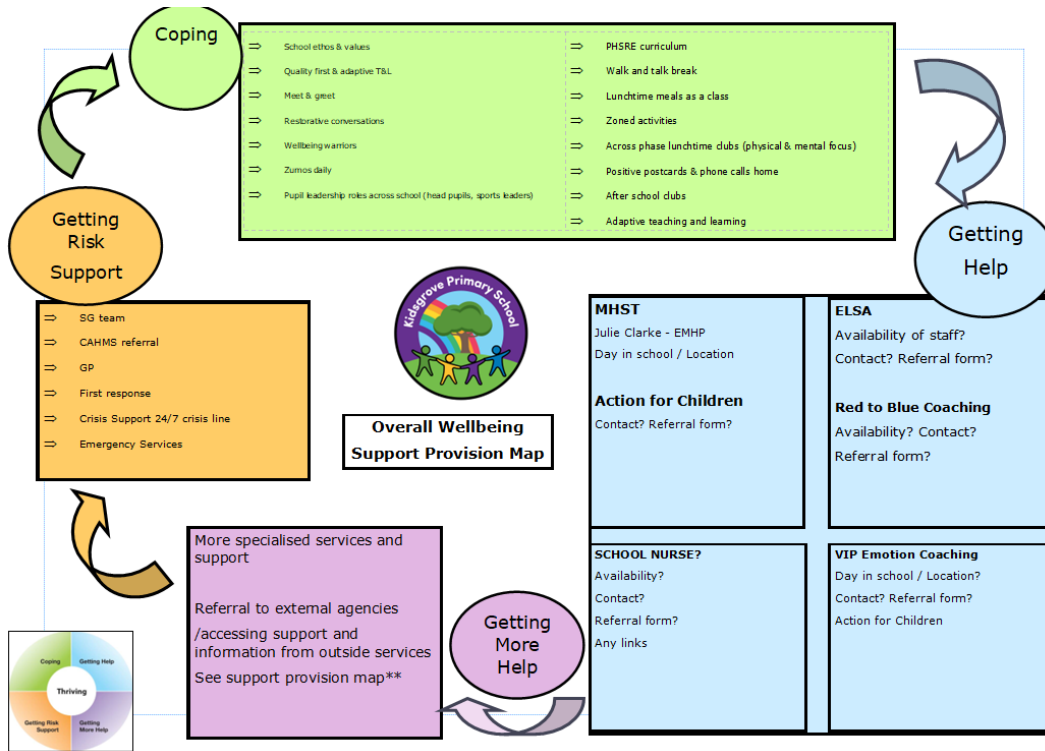 Coping
⇒ School ethos & values
⇒ Quality first & adaptive T&L
⇒ Meet & greet
⇒ Restorative conversations
⇒ Wellbeing warriors
⇒ Zumos daily
⇒ Pupil leadership roles across school (head pupils, sports leaders)
⇒ PHSRE curriculum
⇒ Walk and talk break
⇒ Lunchtime meals as a class
⇒ Zoned activities
⇒ Across phase lunchtime clubs (physical & mental focus)
⇒ Positive postcards & phone calls home
⇒ After school clubs
⇒ Adaptive teaching and learning
Getting
Help
MHST
Julie Clarke - EMHP
Day in school / Location
Action for Children
Contact? Referral form?
ELSA
Availability of staff?
Contact? Referral form?
Red to Blue Coaching
Availability? Contact?
Referral form?
SCHOOL NURSE?
Availability?
Contact?
Referral form?
Any links
VIP Emotion Coaching
Day in school / Location?
Contact? Referral form?
Action for Children
Getting
More
Help
More specialised services and
support
Referral to external agencies
/accessing support and
information from outside services
See support provision map**
Getting
Risk
Support
⇒ SG team
⇒ CAHMS referral
⇒ GP
⇒ First response
⇒ Crisis Support 24/7 crisis line
⇒ Emergency Services
Kidsgrove Primary School
Overall Wellbeing
Support Provision Map
Coping
Getting Help
Thriving
Getting Risk
Support
Getting
More Help